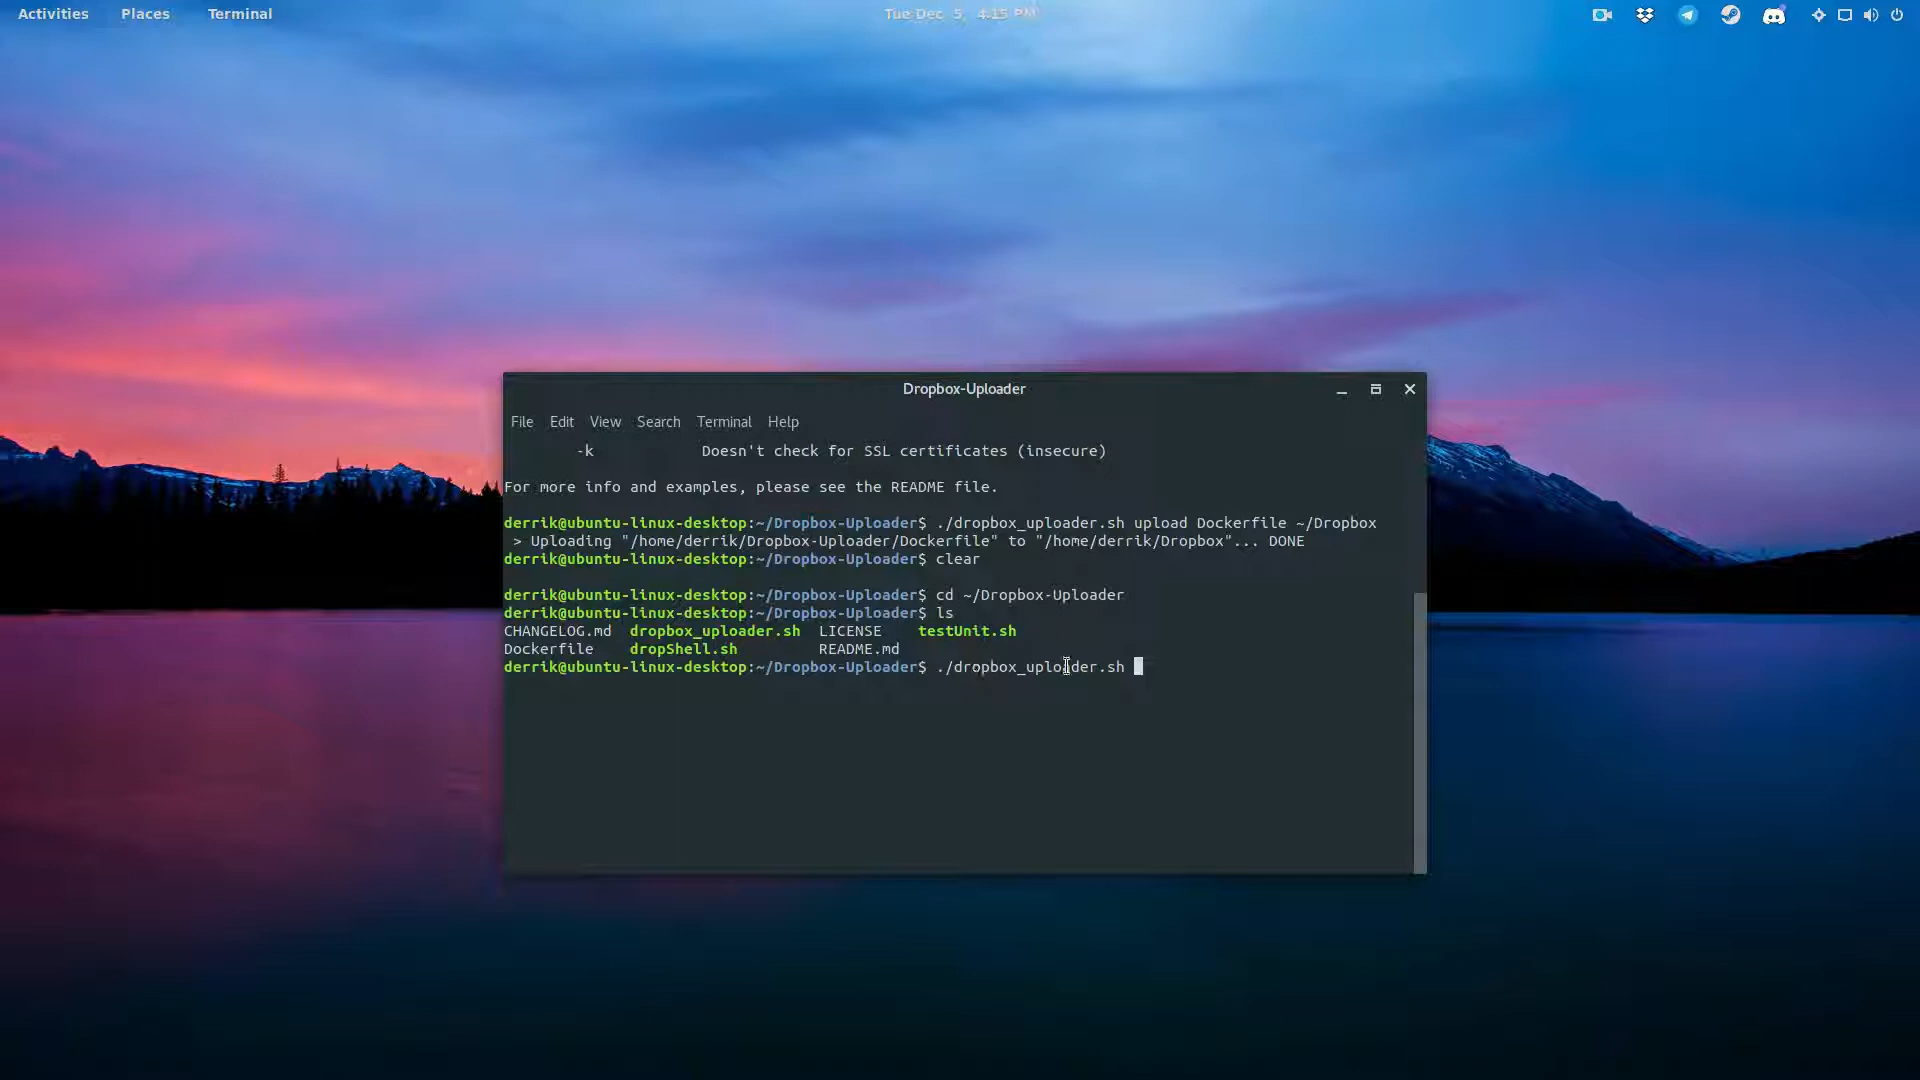 Activities Places Terminal Tue Dec 5, 4:15 PM
Dropbox-Uploader
File Edit View Search Terminal Help
-k Doesn't check for SSL certificates (insecure)
For more info and examples, please see the README file.
derrik@ubuntu-linux-desktop:~/Dropbox-Uploader$ ./dropbox_uploader.sh upload Dockerfile ~/Dropbox
> Uploading "/home/derrik/Dropbox-Uploader/Dockerfile" to "/home/derrik/Dropbox"... DONE
derrik@ubuntu-linux-desktop:~/Dropbox-Uploader$ clear
derrik@ubuntu-linux-desktop:~/Dropbox-Uploader$ cd ~/Dropbox-Uploader
derrik@ubuntu-linux-desktop:~/Dropbox-Uploader$ ls
CHANGELOG.md dropbox_uploader.sh LICENSE testUnit.sh
Dockerfile dropShell.sh README.md
derrik@ubuntu-linux-desktop:~/Dropbox-Uploader$ ./dropbox_uploader.sh